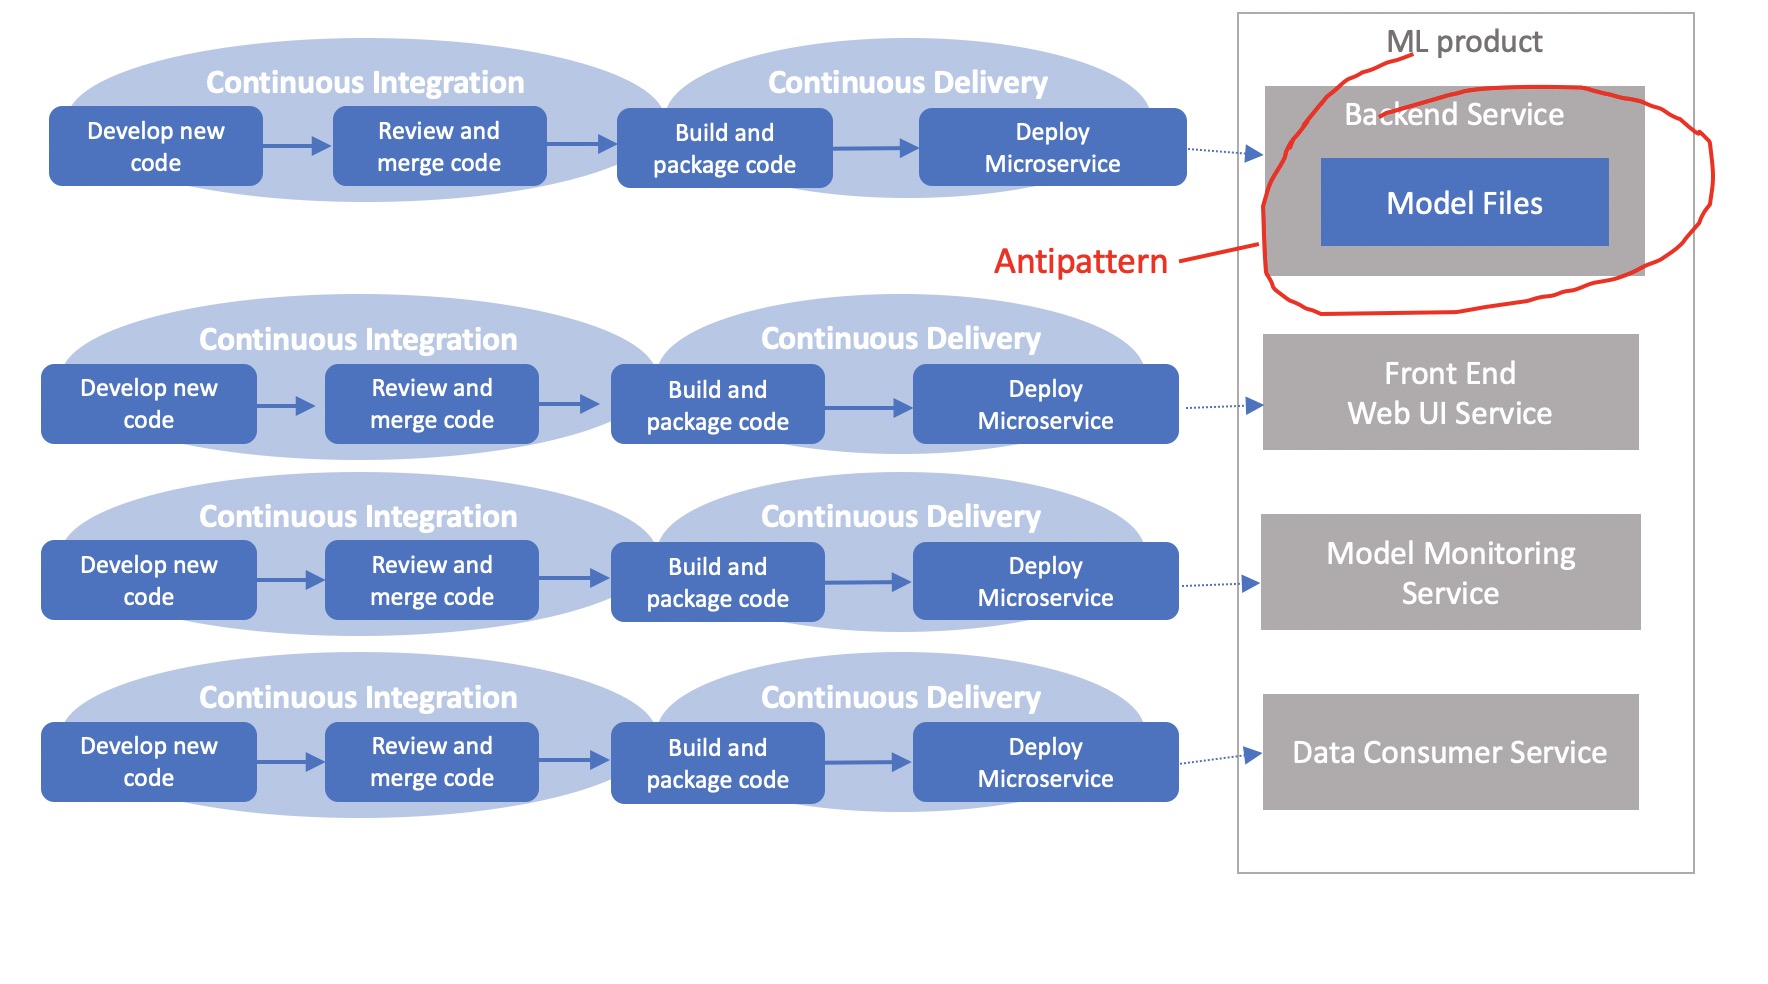 ML product
Continuous Integration
Continuous Delivery
Develop new
code
Review and
merge code
Build and
package code
Deploy
Microservice
Backend Service
Model Files
Antipattern
Continuous Integration
Continuous Delivery
Develop new
code
Review and
merge code
Build and
package code
Deploy
Microservice
Front End
Web UI Service
Continuous Integration
Continuous Delivery
Develop new
code
Review and
merge code
Build and
package code
Deploy
Microservice
Model Monitoring
Service
Continuous Integration
Continuous Delivery
Develop new
code
Review and
merge code
Build and
package code
Deploy
Microservice
Data Consumer Service